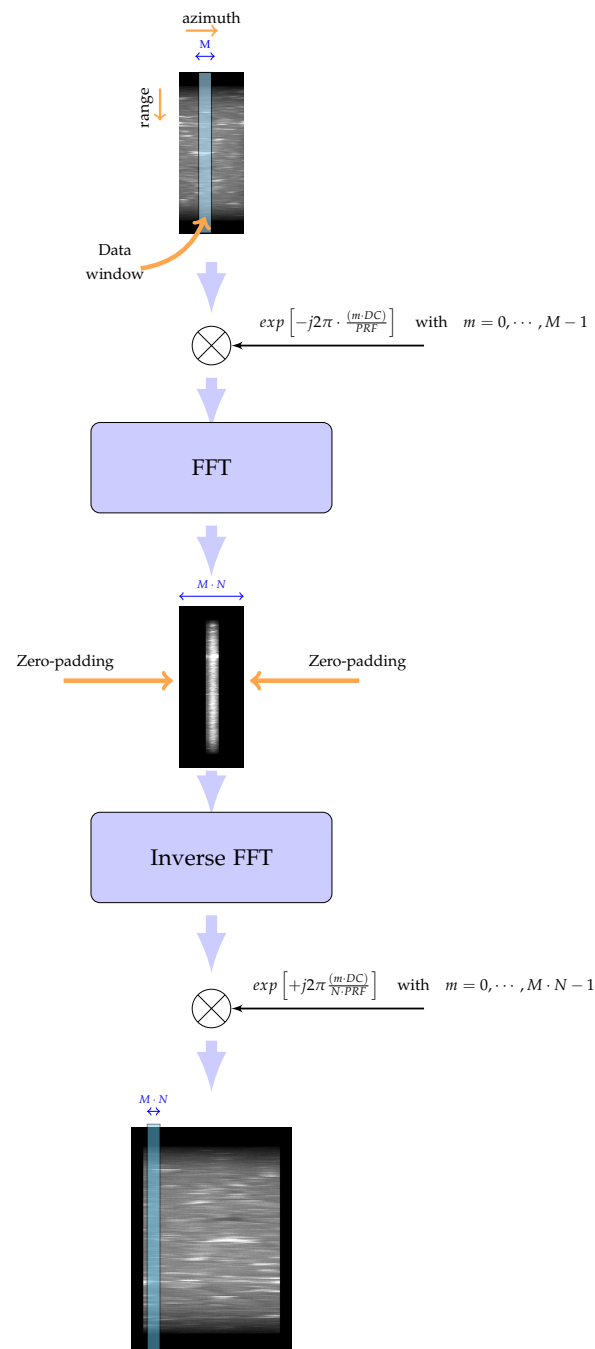 azimuth
M
range
Data
window
exp [−j2π · (m·DC)/PRF] with m = 0, ⋯ , M − 1
FFT
M · N
Zero-padding
Zero-padding
Inverse FFT
exp [+j2π (m·DC)/N·PRF] with m = 0, ⋯ , M · N − 1
M · N